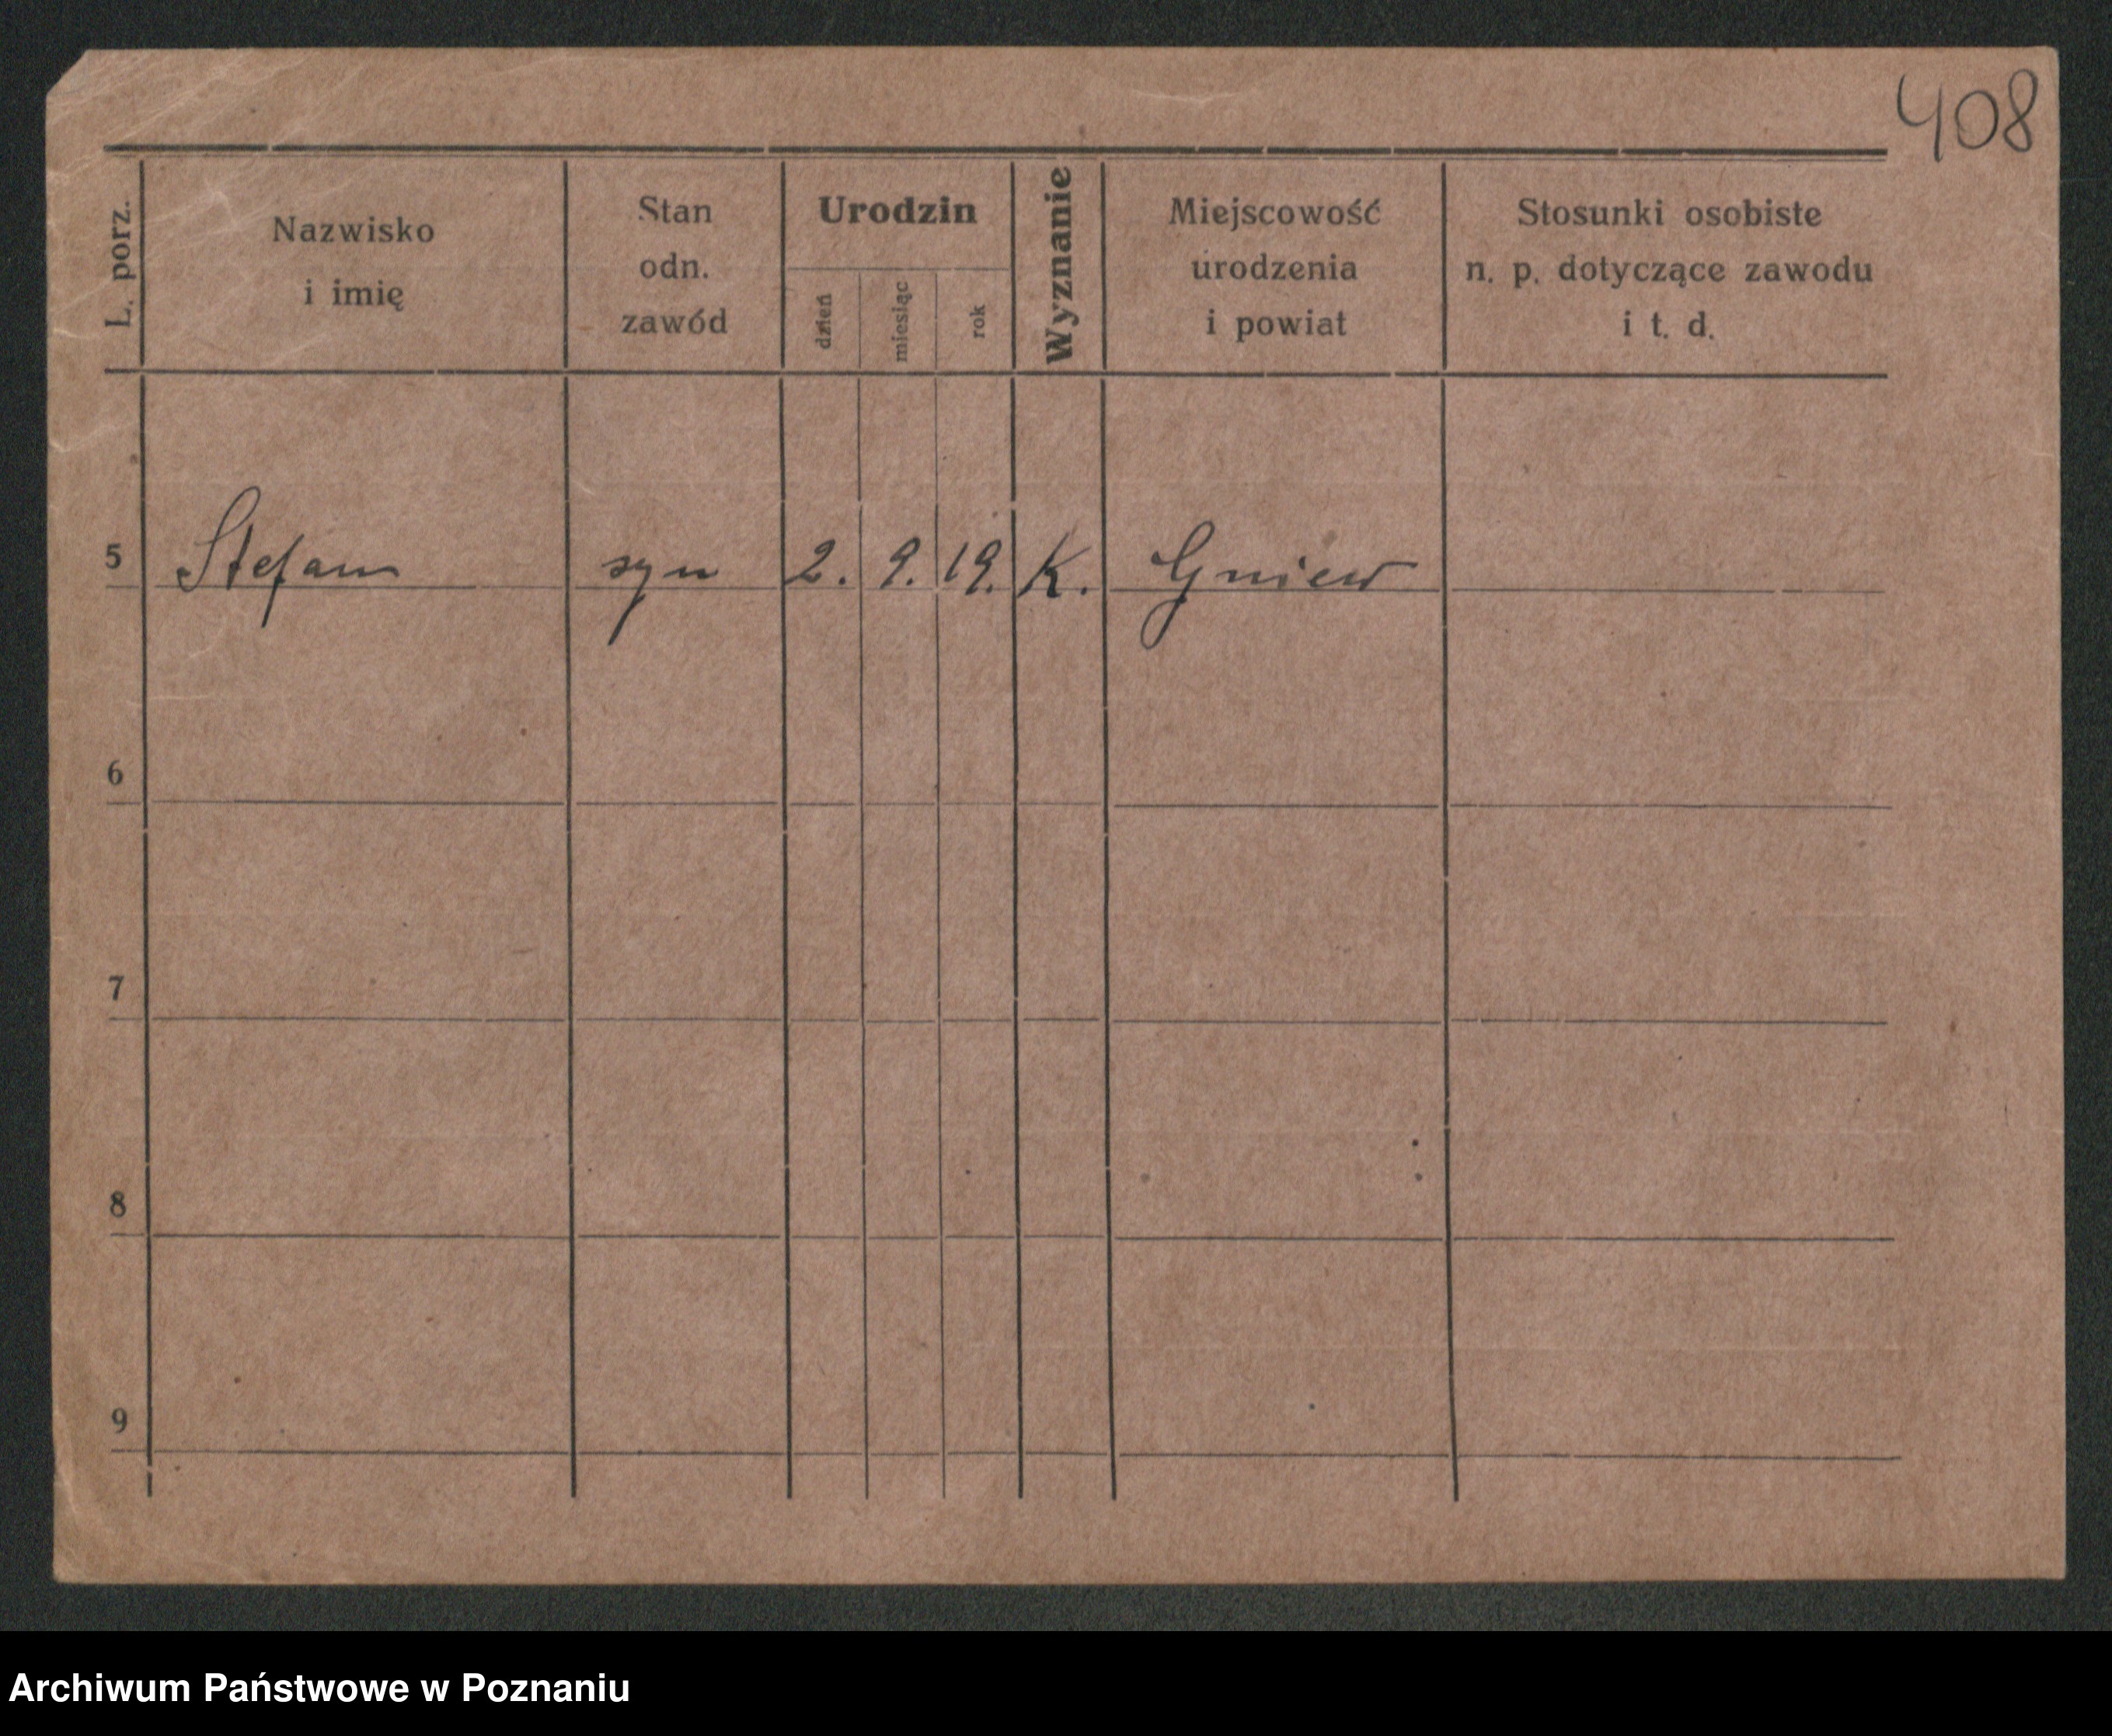 408
L. porz.
Nazwisko
i imię
Stan
odn.
zawód
Urodzin
dzień
miesiąc
rok
Wyznanie
Miejscowość
urodzenia
i powiat
Stosunki osobiste
n. p. dotyczące zawodu
i t. d.
5 Stefan syn 2. 9. 19. K. Gniew
6
7
8
9
Archiwum Państwowe w Poznaniu